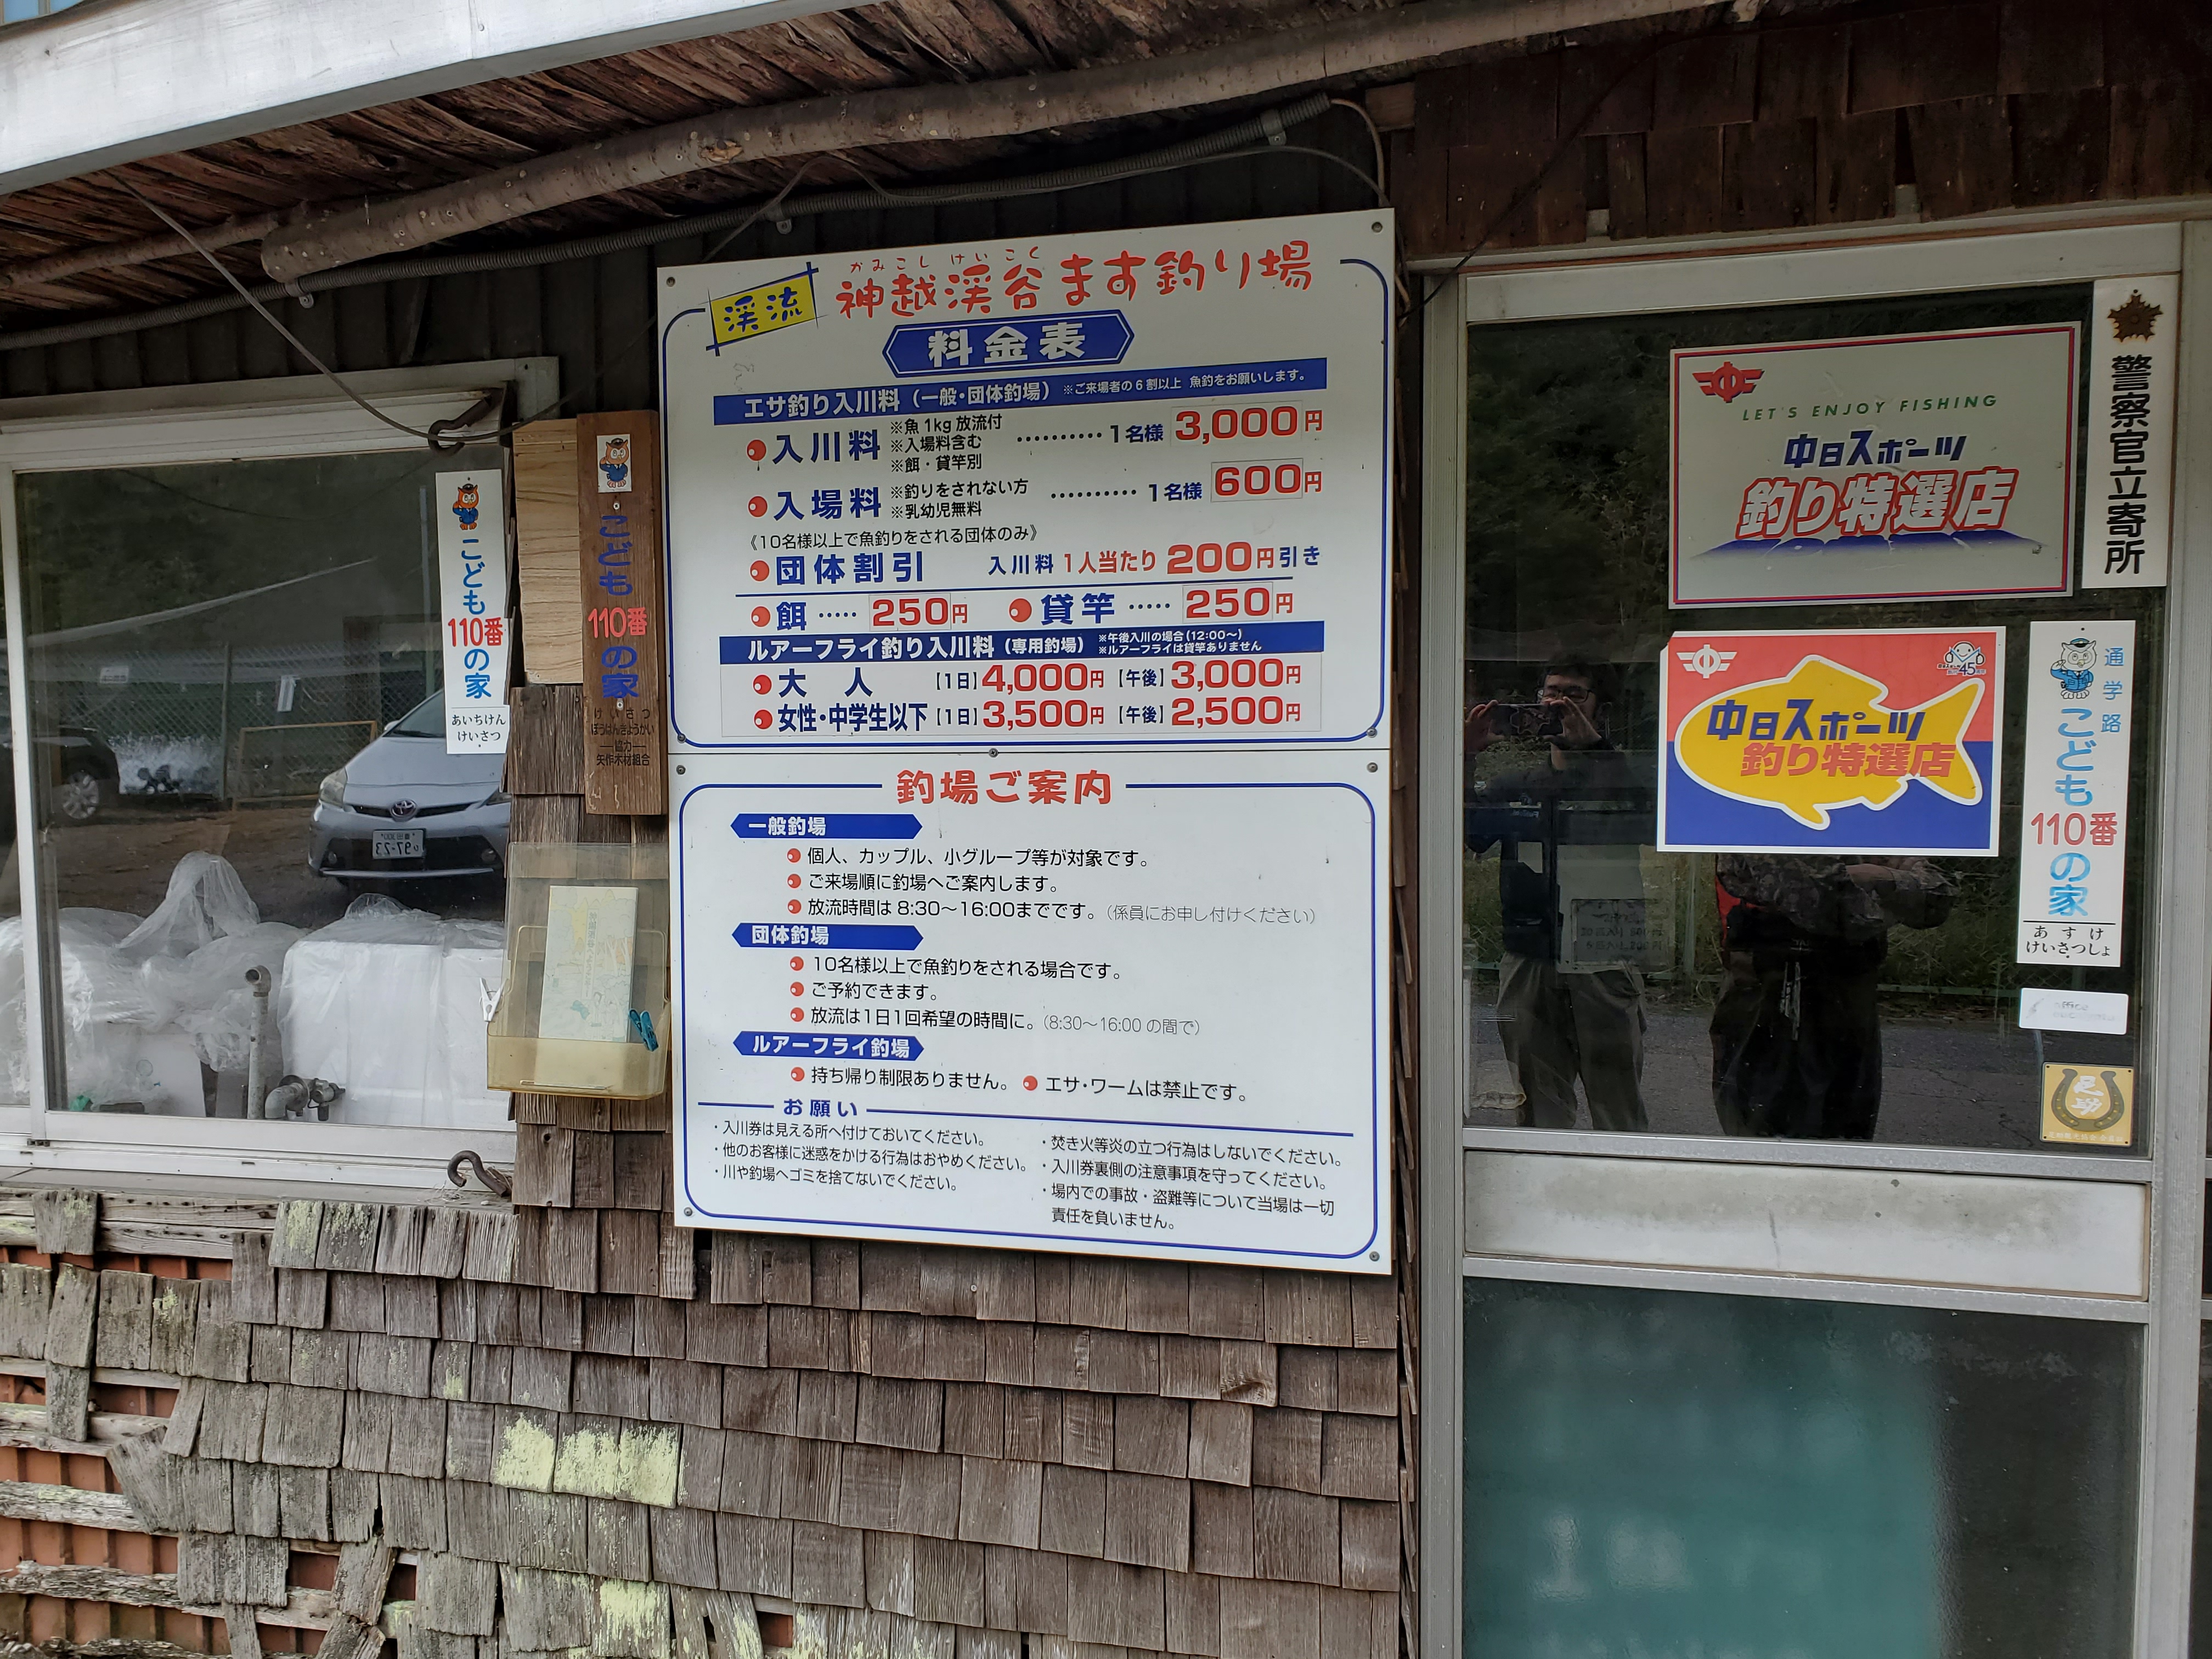 渓流
かみこし けいこく
神越渓谷ます釣り場
料金表
エサ釣り入川料（一般・団体釣場） ※ご来場者の6割以上 魚釣をお願いします。
入川料 ※魚1kg放流付 ※入場料含む ※餌・貸竿別 ‥‥‥‥‥1名様 3,000円
入場料 ※釣りをされない方 ※乳幼児無料 ‥‥‥‥‥1名様 600円
《10名様以上で魚釣りをされる団体のみ》
団体割引 入川料 1人当たり 200円引き
餌‥‥‥250円 貸竿‥‥‥250円
ルアーフライ釣り入川料（専用釣場） ※午後入川の場合(12:00〜) ※ルアーフライは貸竿ありません
大人 【1日】4,000円【午後】3,000円
女性・中学生以下【1日】3,500円【午後】2,500円
釣場ご案内
一般釣場
個人、カップル、小グループ等が対象です。
ご来場順に釣場へご案内します。
放流時間は 8:30〜16:00までです。（係員にお申し付けください）
団体釣場
10名様以上で魚釣りをされる場合です。
ご予約できます。
放流は1日1回希望の時間に。（8:30〜16:00 の間で）
ルアーフライ釣場
持ち帰り制限ありません。 エサ・ワームは禁止です。
お願い
・入川券は見える所へ付けておいてください。
・他のお客様に迷惑をかける行為はおやめください。
・川や釣場へゴミを捨てないでください。
・焚き火等炎の立つ行為はしないでください。
・入川券裏側の注意事項を守ってください。
・場内での事故・盗難等について当場は一切
責任を負いません。
こども110番の家
あいちけん
けいさつ
こども110番の家
けいさつ
ぼうはんきょうかい
協力
矢作木材組合
LET'S ENJOY FISHING
中日スポーツ
釣り特選店
中日スポーツ
釣り特選店
45
警察官立寄所
通学路
こども110番の家
あすけ
けいさつしょ
足助